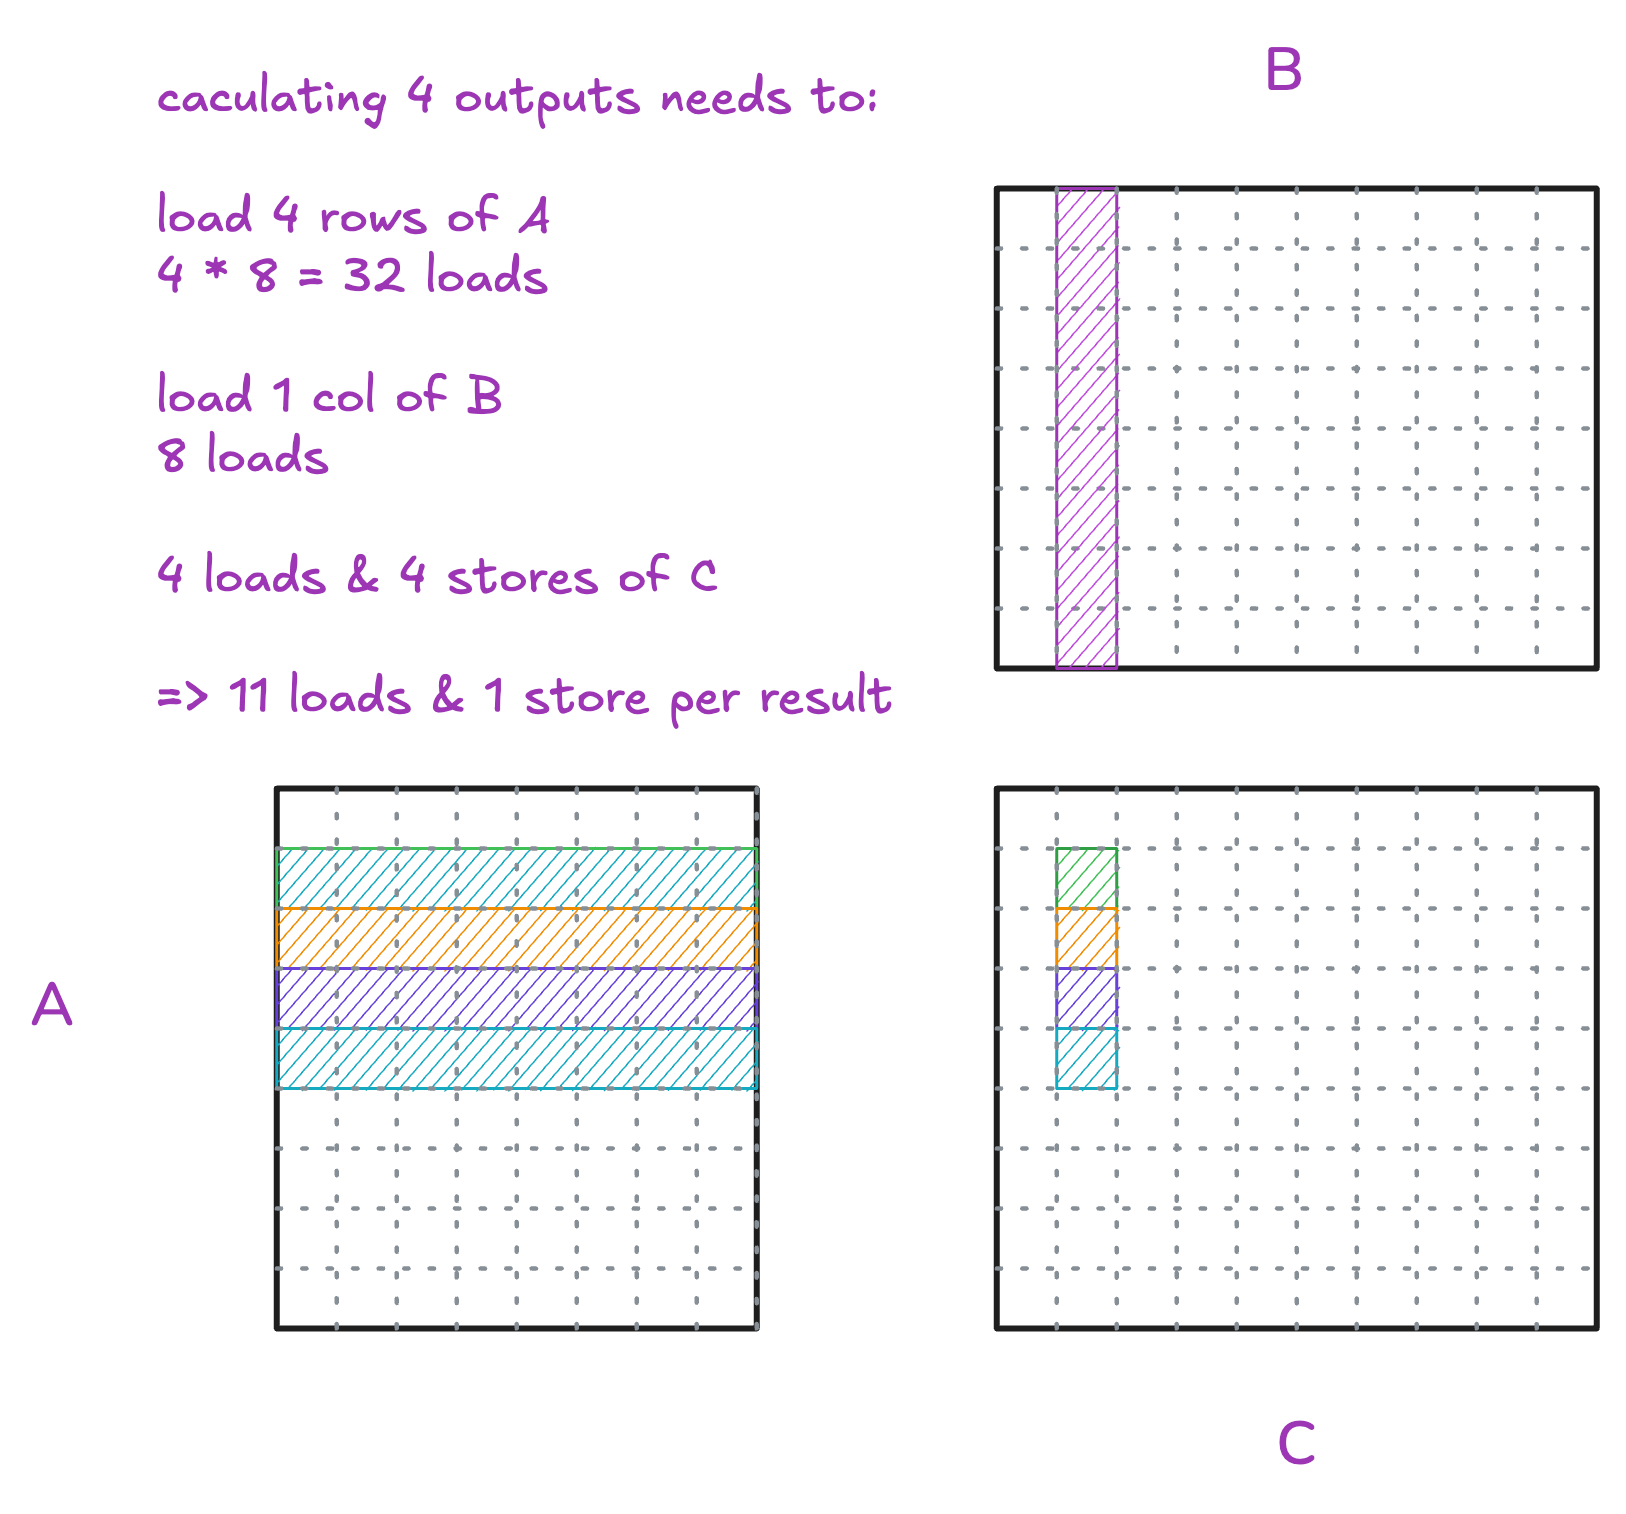 caculating 4 outputs needs to:
load 4 rows of A
4 * 8 = 32 loads
load 1 col of B
8 loads
4 loads & 4 stores of C
=> 11 loads & 1 store per result
B
A
C